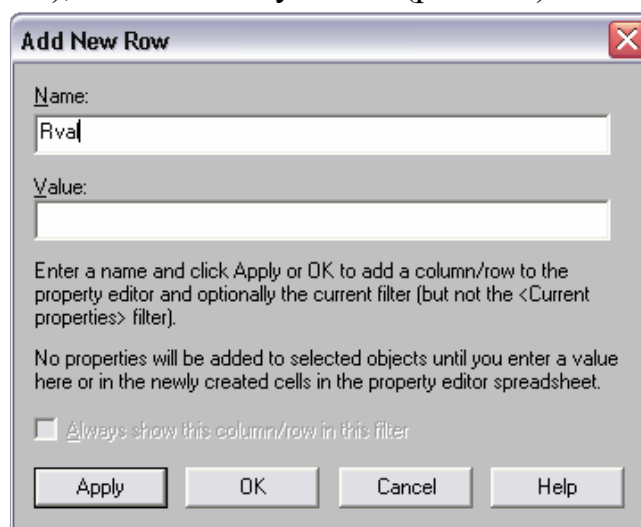 Add New Row
Name:
Rval
Value:
Enter a name and click Apply or OK to add a column/row to the
property editor and optionally the current filter (but not the <Current
properties> filter).
No properties will be added to selected objects until you enter a value
here or in the newly created cells in the property editor spreadsheet.
Always show this column/row in this filter
Apply OK Cancel Help